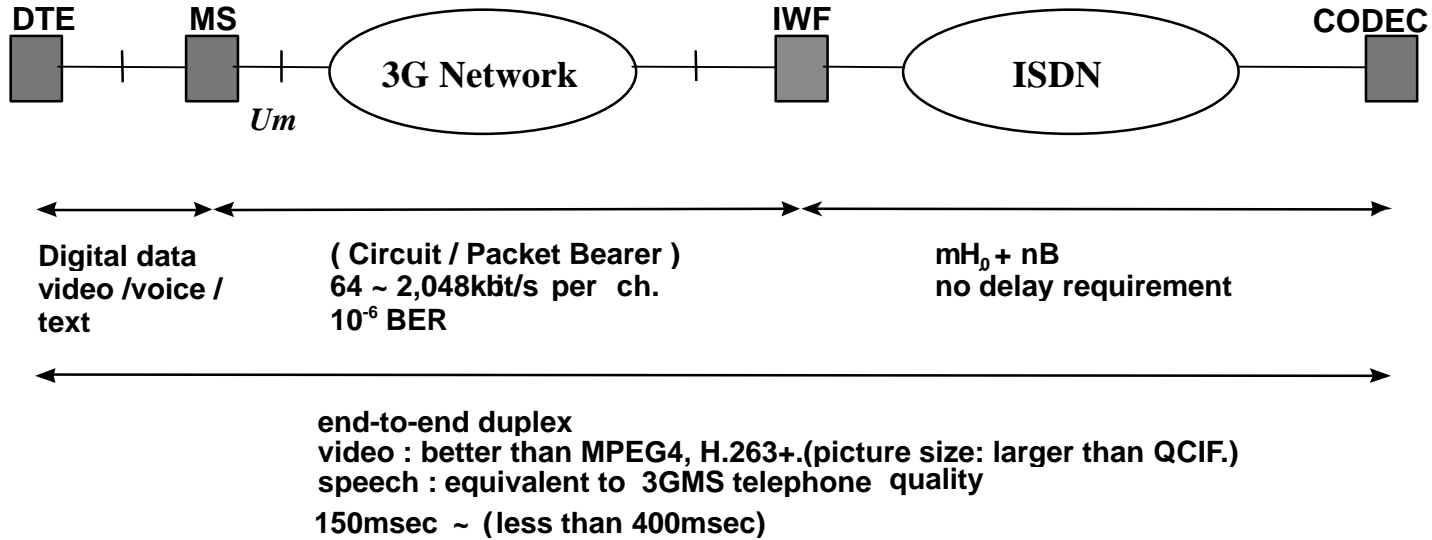 DTE MS IWF CODEC
3G Network ISDN
Um
Digital data
video /voice /
text
( Circuit / Packet Bearer )
64 ~ 2,048kbit/s per ch.
10⁻⁶ BER
mH₀ + nB
no delay requirement
end-to-end duplex
video : better than MPEG4, H.263+.(picture size: larger than QCIF.)
speech : equivalent to 3GMS telephone quality
150msec ~ (less than 400msec)